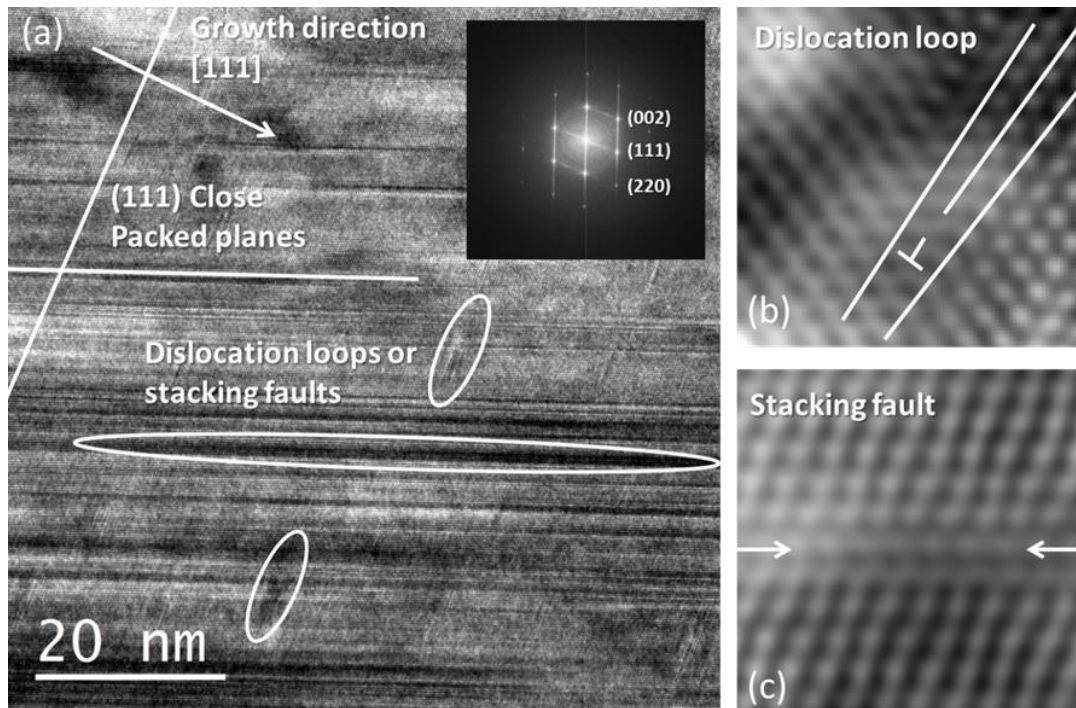 (a)
Growth direction
[111]
(002)
(111)
(220)
(111) Close
Packed planes
Dislocation loops or
stacking faults
20 nm
Dislocation loop
(b)
Stacking fault
(c)